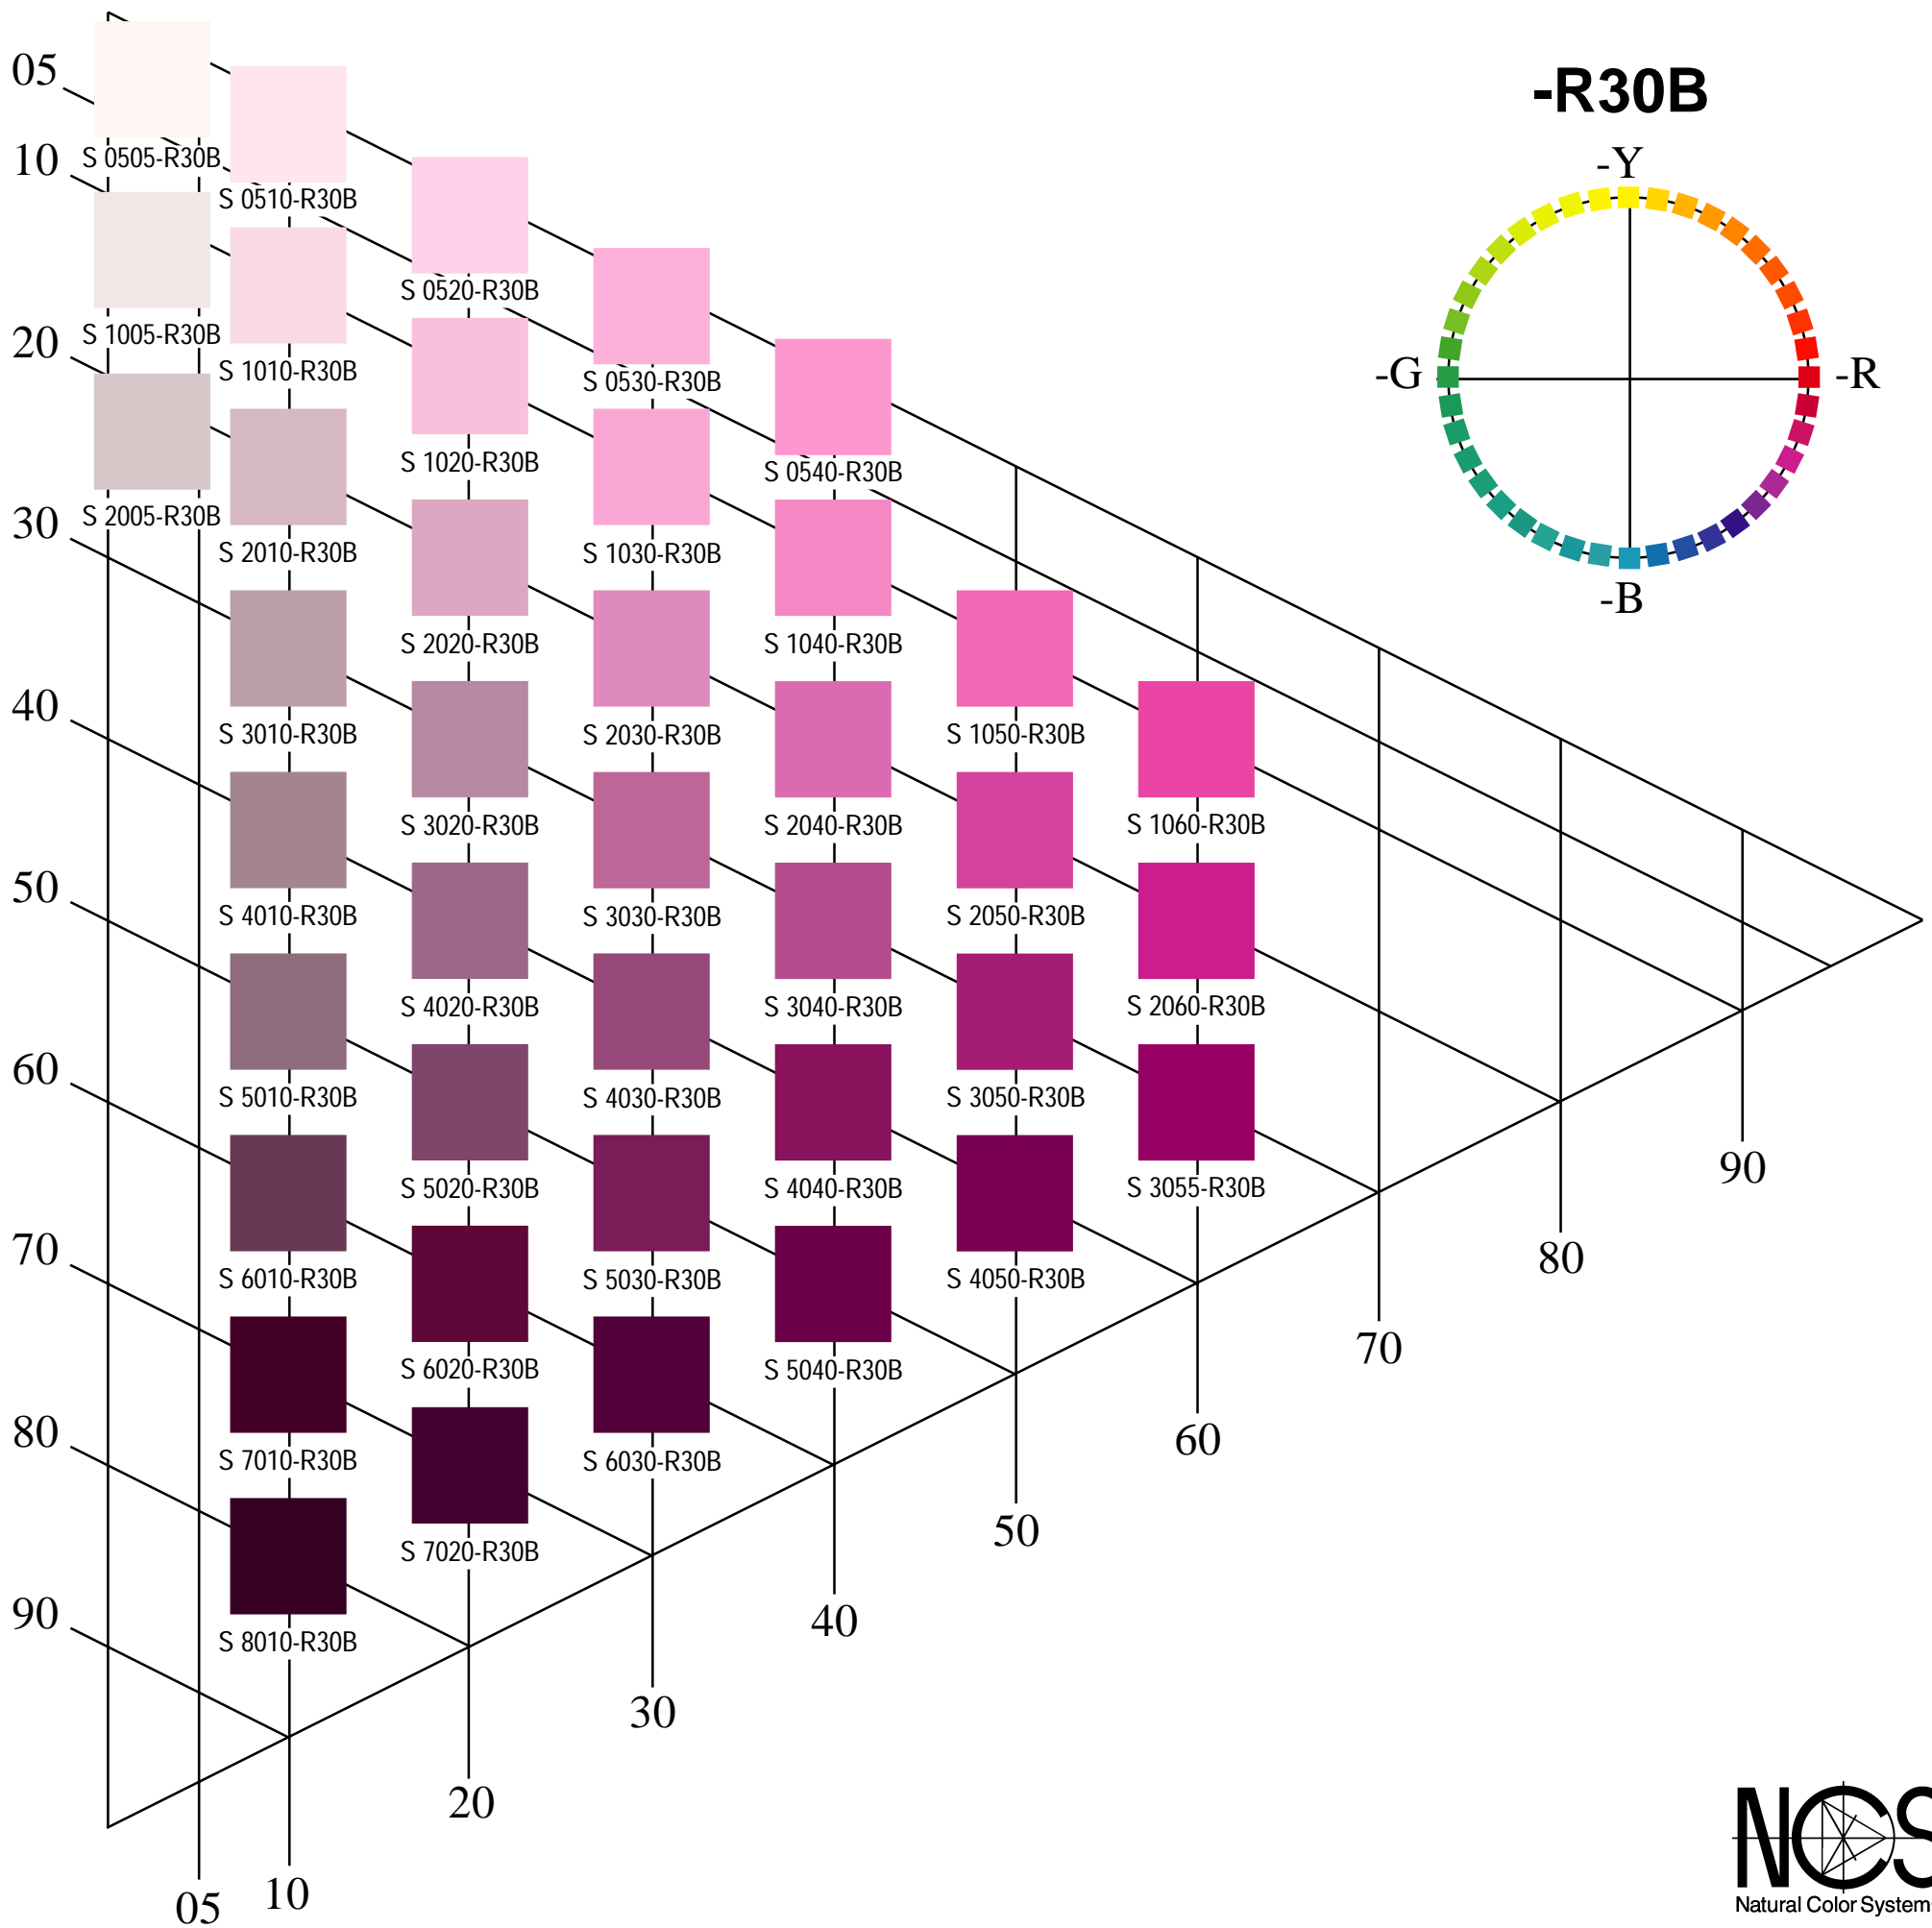 -R30B
-Y
-G
-R
-B
05
10
20
30
40
50
60
70
80
90
S 0505-R30B
S 1005-R30B
S 2005-R30B
S 0510-R30B
S 1010-R30B
S 2010-R30B
S 3010-R30B
S 4010-R30B
S 5010-R30B
S 6010-R30B
S 7010-R30B
S 8010-R30B
S 0520-R30B
S 1020-R30B
S 2020-R30B
S 3020-R30B
S 4020-R30B
S 5020-R30B
S 6020-R30B
S 7020-R30B
S 0530-R30B
S 1030-R30B
S 2030-R30B
S 3030-R30B
S 4030-R30B
S 5030-R30B
S 6030-R30B
S 0540-R30B
S 1040-R30B
S 2040-R30B
S 3040-R30B
S 4040-R30B
S 5040-R30B
S 1050-R30B
S 2050-R30B
S 3050-R30B
S 4050-R30B
S 1060-R30B
S 2060-R30B
S 3055-R30B
05
10
20
30
40
50
60
70
80
90
NCS
Natural Color System